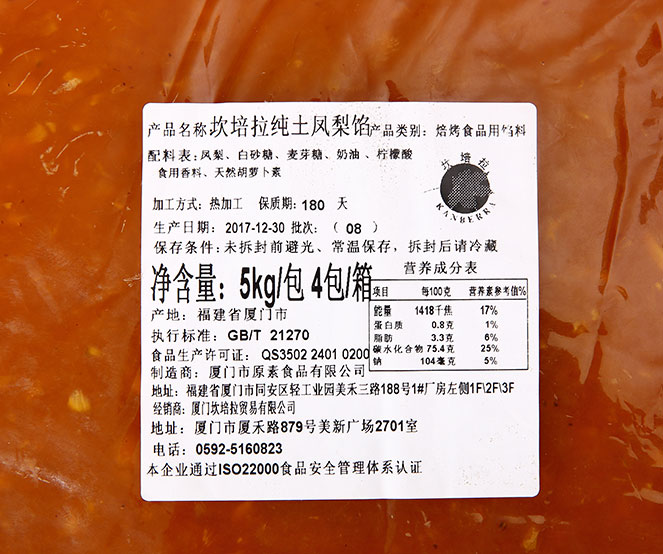 产品名称坎培拉纯土凤梨馅产品类别：焙烤食品用馅料
配料表：凤梨、白砂糖、麦芽糖、奶油、柠檬酸
食用香料、天然胡萝卜素
坎培拉
KANBERRA
加工方式：热加工 保质期：180 天
生产日期：2017-12-30 批次：（ 08 ）
保存条件：未拆封前避光、常温保存，拆封后请冷藏
净含量：5kg/包 4包/箱
营养成分表
项目 每100克 营养素参考值%
能量 1418千焦 17%
蛋白质 0.8克 1%
脂肪 3.3克 6%
碳水化合物 75.4克 25%
钠 104毫克 5%
产地：福建省厦门市
执行标准：GB/T 21270
食品生产许可证： QS3502 2401 0200
制造商：厦门市原素食品有限公司
地址：福建省厦门市同安区轻工业园美禾三路188号1#厂房左侧1F\2F\3F
经销商：厦门坎培拉贸易有限公司
地址：厦门市厦禾路879号美新广场2701室
电话：0592-5160823
本企业通过ISO22000食品安全管理体系认证